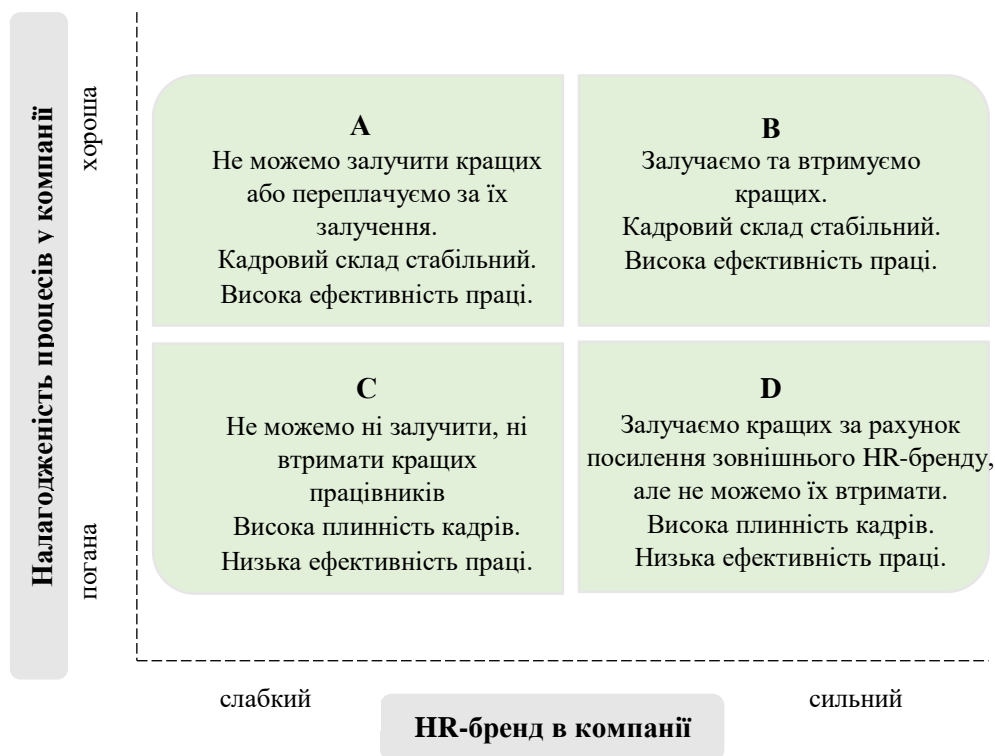 Налагодженість процесів у компанії
хороша
погана
A
Не можемо залучити кращих
або переплачуємо за їх
залучення.
Кадровий склад стабільний.
Висока ефективність праці.
B
Залучаємо та втримуємо
кращих.
Кадровий склад стабільний.
Висока ефективність праці.
C
Не можемо ні залучити, ні
втримати кращих
працівників
Висока плинність кадрів.
Низька ефективність праці.
D
Залучаємо кращих за рахунок
посилення зовнішнього HR-бренду,
але не можемо їх втримати.
Висока плинність кадрів.
Низька ефективність праці.
слабкий
сильний
HR-бренд в компанії